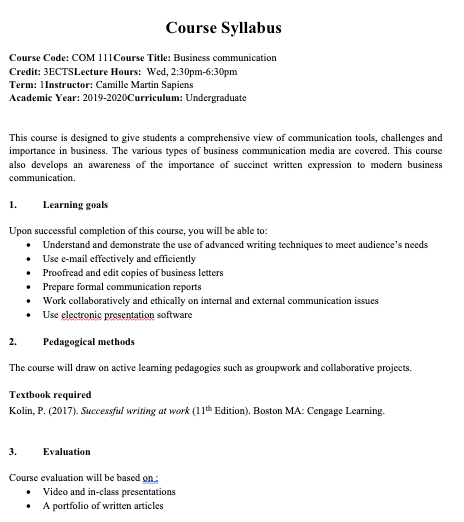 Course Syllabus
Course Code: COM 111Course Title: Business communication
Credit: 3ECTSLecture Hours: Wed, 2:30pm-6:30pm
Term: 1Instructor: Camille Martin Sapiens
Academic Year: 2019-2020Curriculum: Undergraduate
This course is designed to give students a comprehensive view of communication tools, challenges and
importance in business. The various types of business communication media are covered. This course
also develops an awareness of the importance of succinct written expression to modern business
communication.
1. Learning goals
Upon successful completion of this course, you will be able to:
• Understand and demonstrate the use of advanced writing techniques to meet audience’s needs
• Use e-mail effectively and efficiently
• Proofread and edit copies of business letters
• Prepare formal communication reports
• Work collaboratively and ethically on internal and external communication issues
• Use electronic presentation software
2. Pedagogical methods
The course will draw on active learning pedagogies such as groupwork and collaborative projects.
Textbook required
Kolin, P. (2017). Successful writing at work (11th Edition). Boston MA: Cengage Learning.
3. Evaluation
Course evaluation will be based on :
• Video and in-class presentations
• A portfolio of written articles